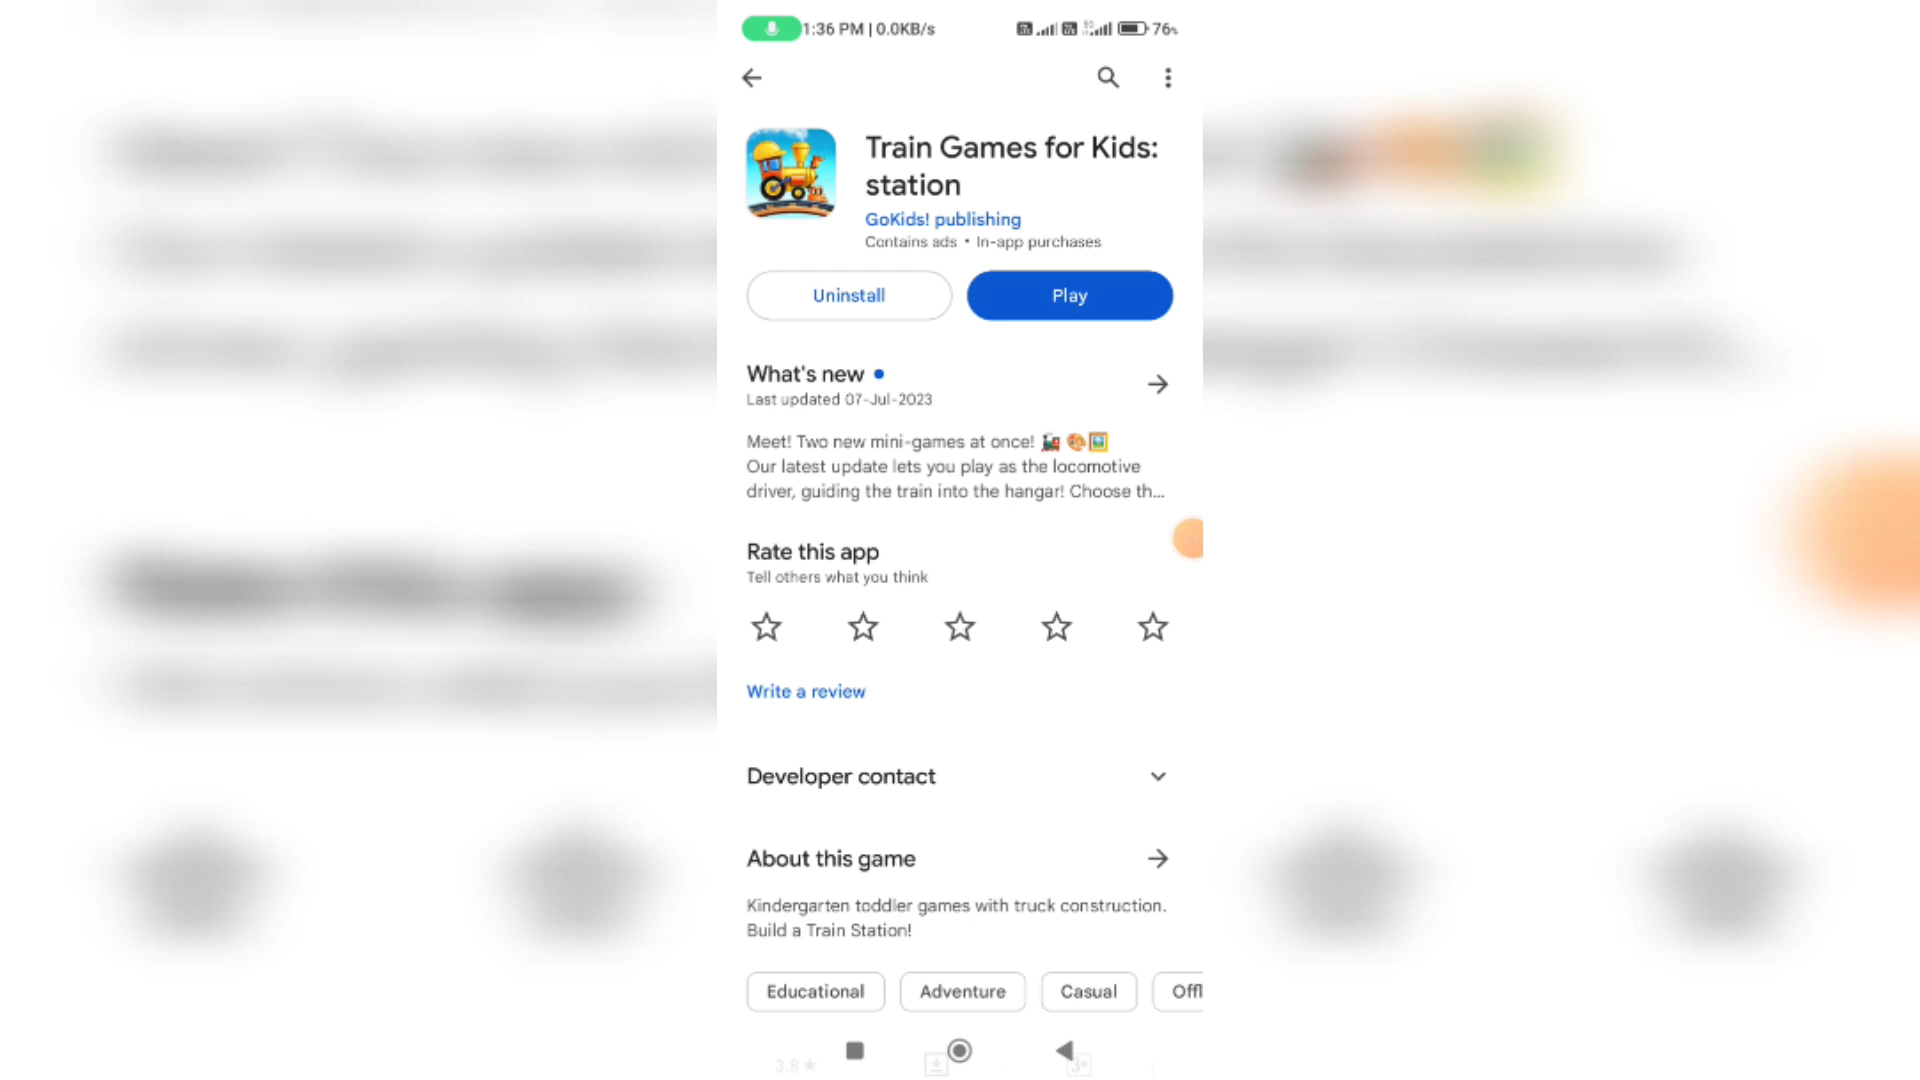 1:36 PM | 0.0KB/s
76%
Train Games for Kids:
station
GoKids! publishing
Contains ads • In-app purchases
Uninstall
Play
What's new
Last updated 07-Jul-2023
Meet! Two new mini-games at once! 🚂 🎨🖼️
Our latest update lets you play as the locomotive
driver, guiding the train into the hangar! Choose th...
Rate this app
Tell others what you think
Write a review
Developer contact
About this game
Kindergarten toddler games with truck construction.
Build a Train Station!
Educational
Adventure
Casual
Offl
3.8 ★
3+